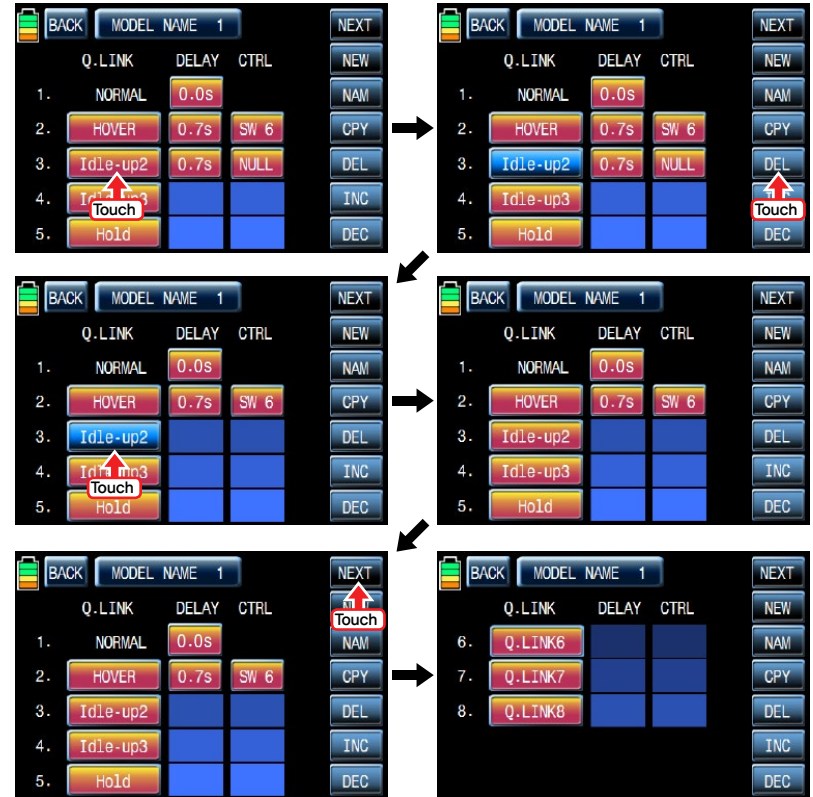 BACK MODEL NAME 1 NEXT
Q.LINK DELAY CTRL NEW
1. NORMAL 0.0s NAM
2. HOVER 0.7s SW 6 CPY
3. Idle-up2 0.7s NULL DEL
4. INC
Touch
5. Hold DEC
BACK MODEL NAME 1 NEXT
Q.LINK DELAY CTRL NEW
1. NORMAL 0.0s NAM
2. HOVER 0.7s SW 6 CPY
3. Idle-up2 0.7s NULL DEL
4. Idle-up3
Touch
5. Hold DEC
BACK MODEL NAME 1 NEXT
Q.LINK DELAY CTRL NEW
1. NORMAL 0.0s NAM
2. HOVER 0.7s SW 6 CPY
3. Idle-up2 DEL
4. INC
Touch
5. Hold DEC
BACK MODEL NAME 1 NEXT
Q.LINK DELAY CTRL NEW
1. NORMAL 0.0s NAM
2. HOVER 0.7s SW 6 CPY
3. Idle-up2 DEL
4. Idle-up3 INC
5. Hold DEC
BACK MODEL NAME 1 NEXT
Q.LINK DELAY CTRL
Touch
1. NORMAL 0.0s NAM
2. HOVER 0.7s SW 6 CPY
3. Idle-up2 DEL
4. Idle-up3 INC
5. Hold DEC
BACK MODEL NAME 1 NEXT
Q.LINK DELAY CTRL NEW
6. Q.LINK6 NAM
7. Q.LINK7 CPY
8. Q.LINK8 DEL
INC
DEC